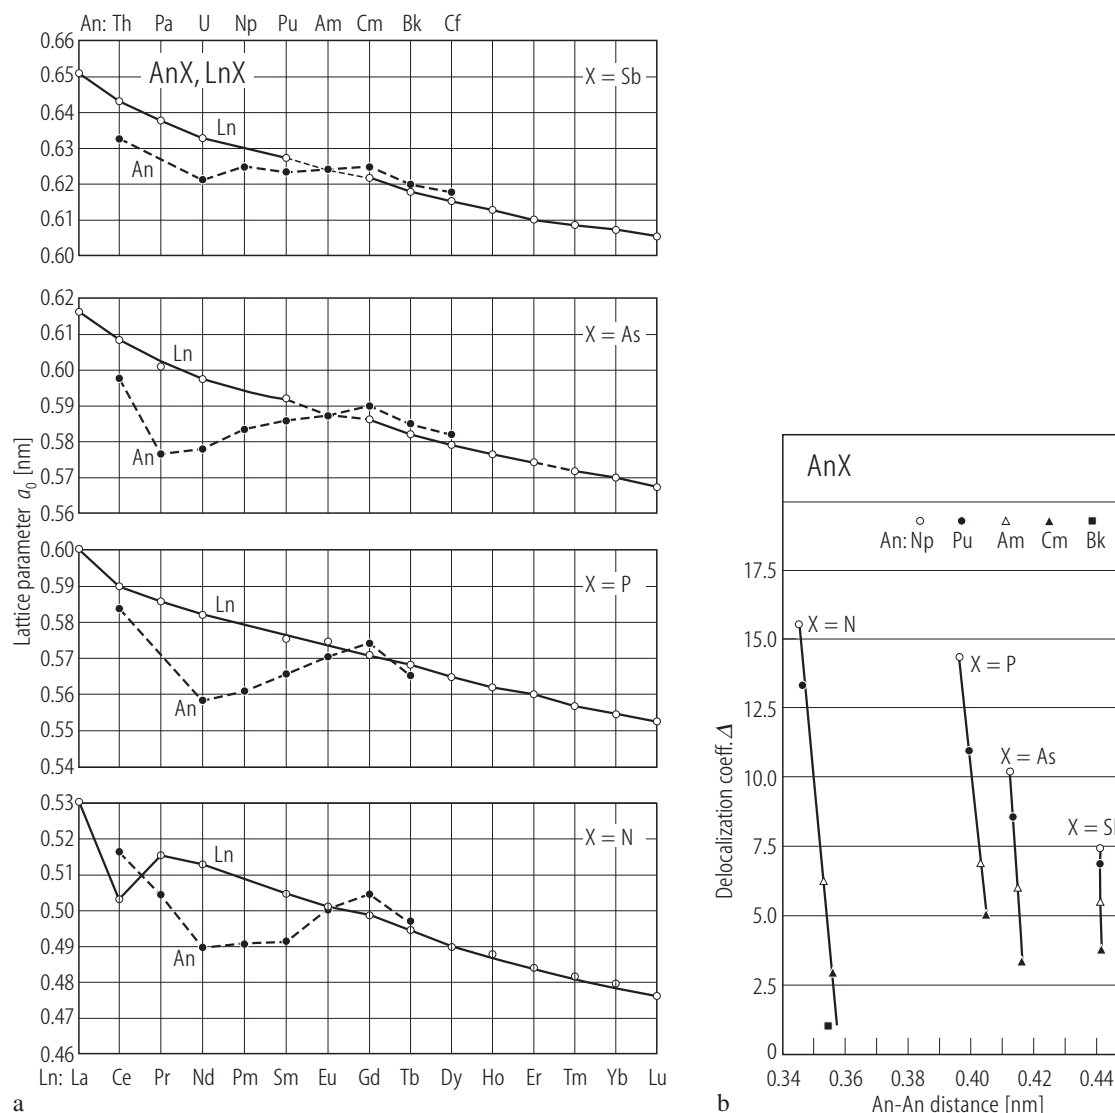 An: Th Pa U Np Pu Am Cm Bk Cf
0.66
0.65
0.64
0.63
0.62
0.61
0.60
AnX, LnX
X = Sb
Ln
An
0.62
0.61
0.60
0.59
0.58
0.57
0.56
X = As
Ln
An
Lattice parameter a0 [nm]
0.60
0.59
0.58
0.57
0.56
0.55
0.54
X = P
Ln
An
0.53
0.52
0.51
0.50
0.49
0.48
0.47
0.46
X = N
Ln
An
Ln: La Ce Pr Nd Pm Sm Eu Gd Tb Dy Ho Er Tm Yb Lu
a
AnX
An: Np Pu Am Cm Bk
17.5
15.0
12.5
10.0
7.5
5.0
2.5
0
X = N
X = P
X = As
Delocalization coeff. Δ
0.34 0.36 0.40 0.42 0.44
An-An distance [nm]
b